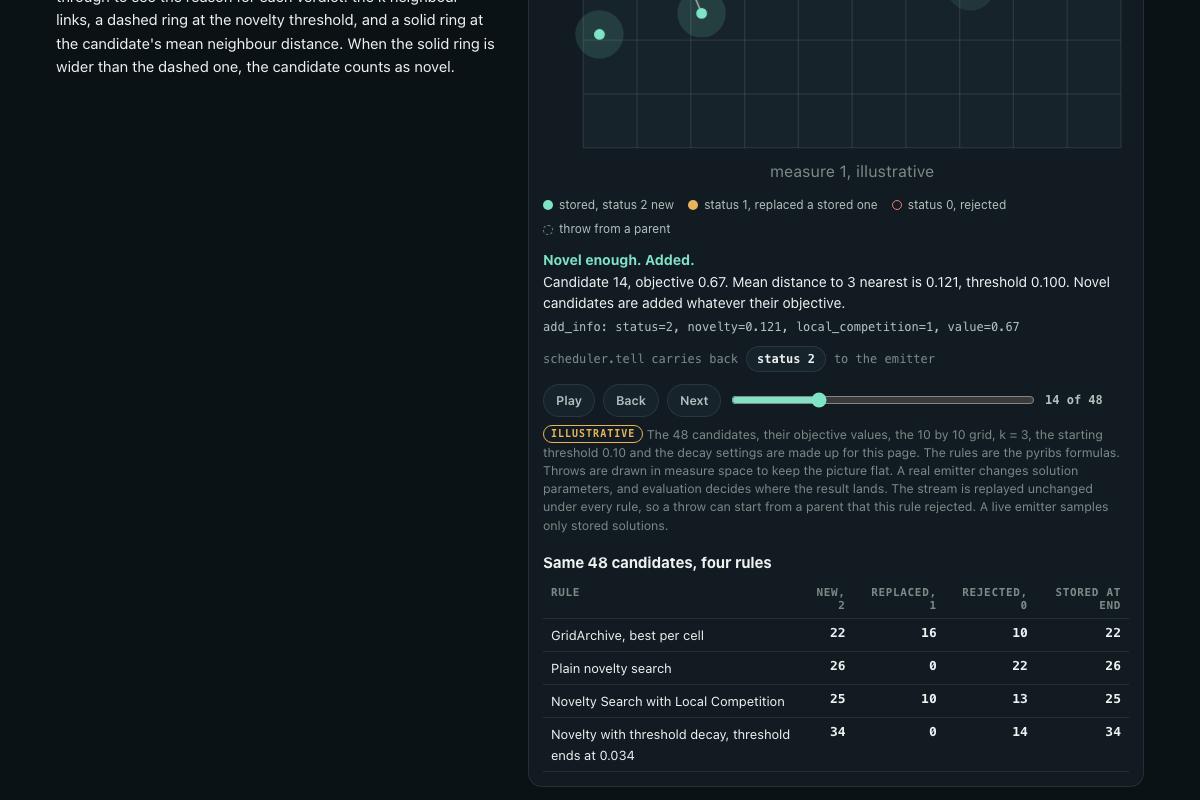 through to see the reason for each verdict: the k neighbour
links, a dashed ring at the novelty threshold, and a solid ring at
the candidate's mean neighbour distance. When the solid ring is
wider than the dashed one, the candidate counts as novel.
measure 1, illustrative
stored, status 2 new
status 1, replaced a stored one
status 0, rejected
throw from a parent
Novel enough. Added.
Candidate 14, objective 0.67. Mean distance to 3 nearest is 0.121, threshold 0.100. Novel
candidates are added whatever their objective.
add_info: status=2, novelty=0.121, local_competition=1, value=0.67
scheduler.tell carries back status 2 to the emitter
Play Back Next 14 of 48
ILLUSTRATIVE The 48 candidates, their objective values, the 10 by 10 grid, k = 3, the starting
threshold 0.10 and the decay settings are made up for this page. The rules are the pyribs formulas.
Throws are drawn in measure space to keep the picture flat. A real emitter changes solution
parameters, and evaluation decides where the result lands. The stream is replayed unchanged
under every rule, so a throw can start from a parent that this rule rejected. A live emitter samples
only stored solutions.
Same 48 candidates, four rules
RULE NEW, 2 REPLACED, 1 REJECTED, 0 STORED AT END
GridArchive, best per cell 22 16 10 22
Plain novelty search 26 0 22 26
Novelty Search with Local Competition 25 10 13 25
Novelty with threshold decay, threshold ends at 0.034 34 0 14 34